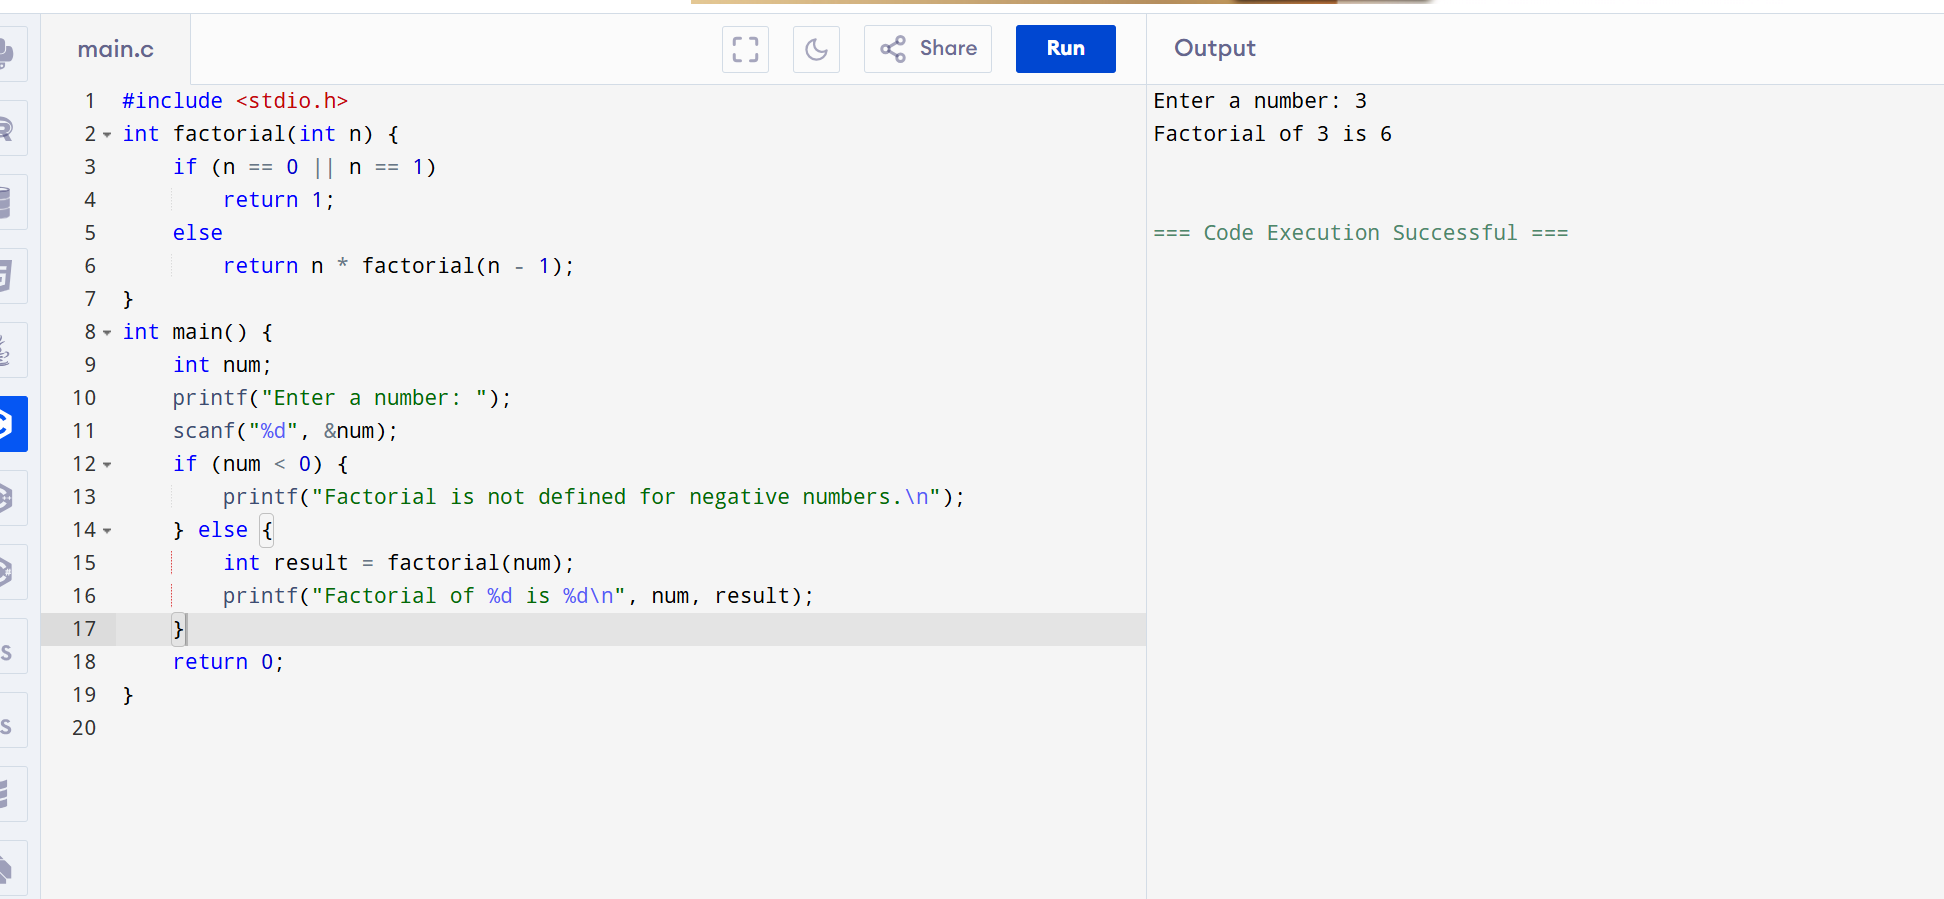 main.c
Share
Run
Output
1 #include <stdio.h>
2 int factorial(int n) {
3     if (n == 0 || n == 1)
4         return 1;
5     else
6         return n * factorial(n - 1);
7 }
8 int main() {
9     int num;
10     printf("Enter a number: ");
11     scanf("%d", &num);
12     if (num < 0) {
13         printf("Factorial is not defined for negative numbers.\n");
14     } else {
15         int result = factorial(num);
16         printf("Factorial of %d is %d\n", num, result);
17     }
18     return 0;
19 }
20
Enter a number: 3
Factorial of 3 is 6
=== Code Execution Successful ===